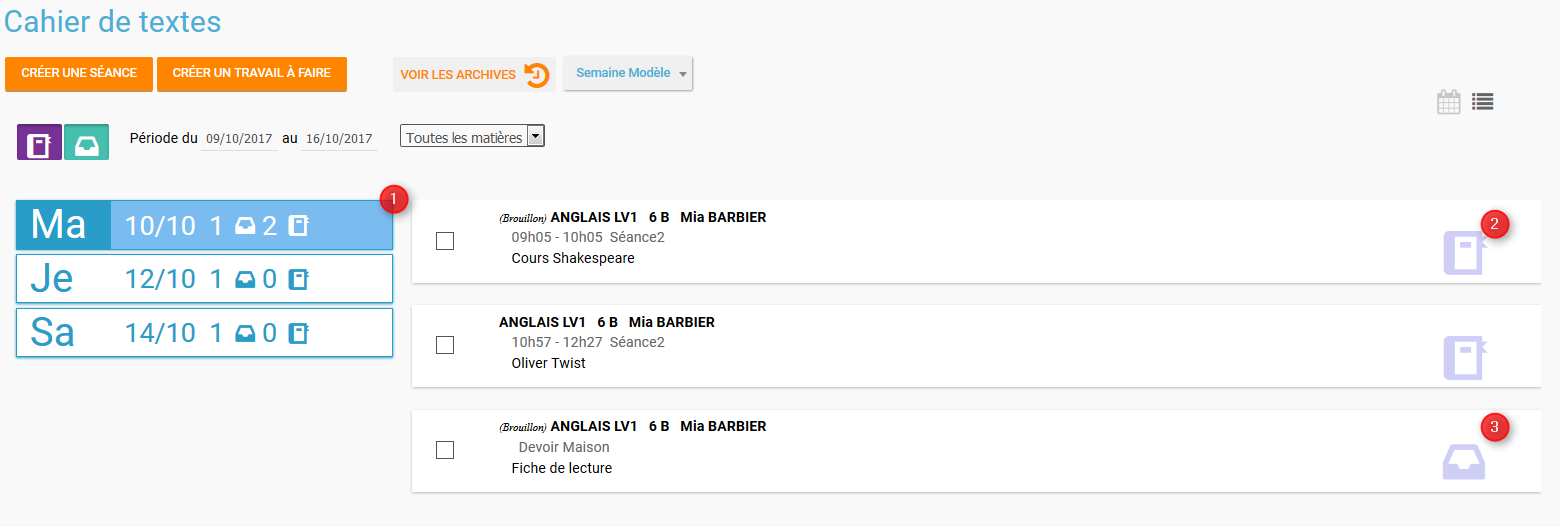 Cahier de textes
CRÉER UNE SÉANCE CRÉER UN TRAVAIL À FAIRE VOIR LES ARCHIVES Semaine Modèle
Période du 09/10/2017 au 16/10/2017 Toutes les matières
Ma 10/10 1 2
1
Je 12/10 1 0
Sa 14/10 1 0
(Brouillon) ANGLAIS LV1 6 B Mia BARBIER
09h05 - 10h05 Séance2
Cours Shakespeare
2
ANGLAIS LV1 6 B Mia BARBIER
10h57 - 12h27 Séance2
Oliver Twist
(Brouillon) ANGLAIS LV1 6 B Mia BARBIER
Devoir Maison
Fiche de lecture
3